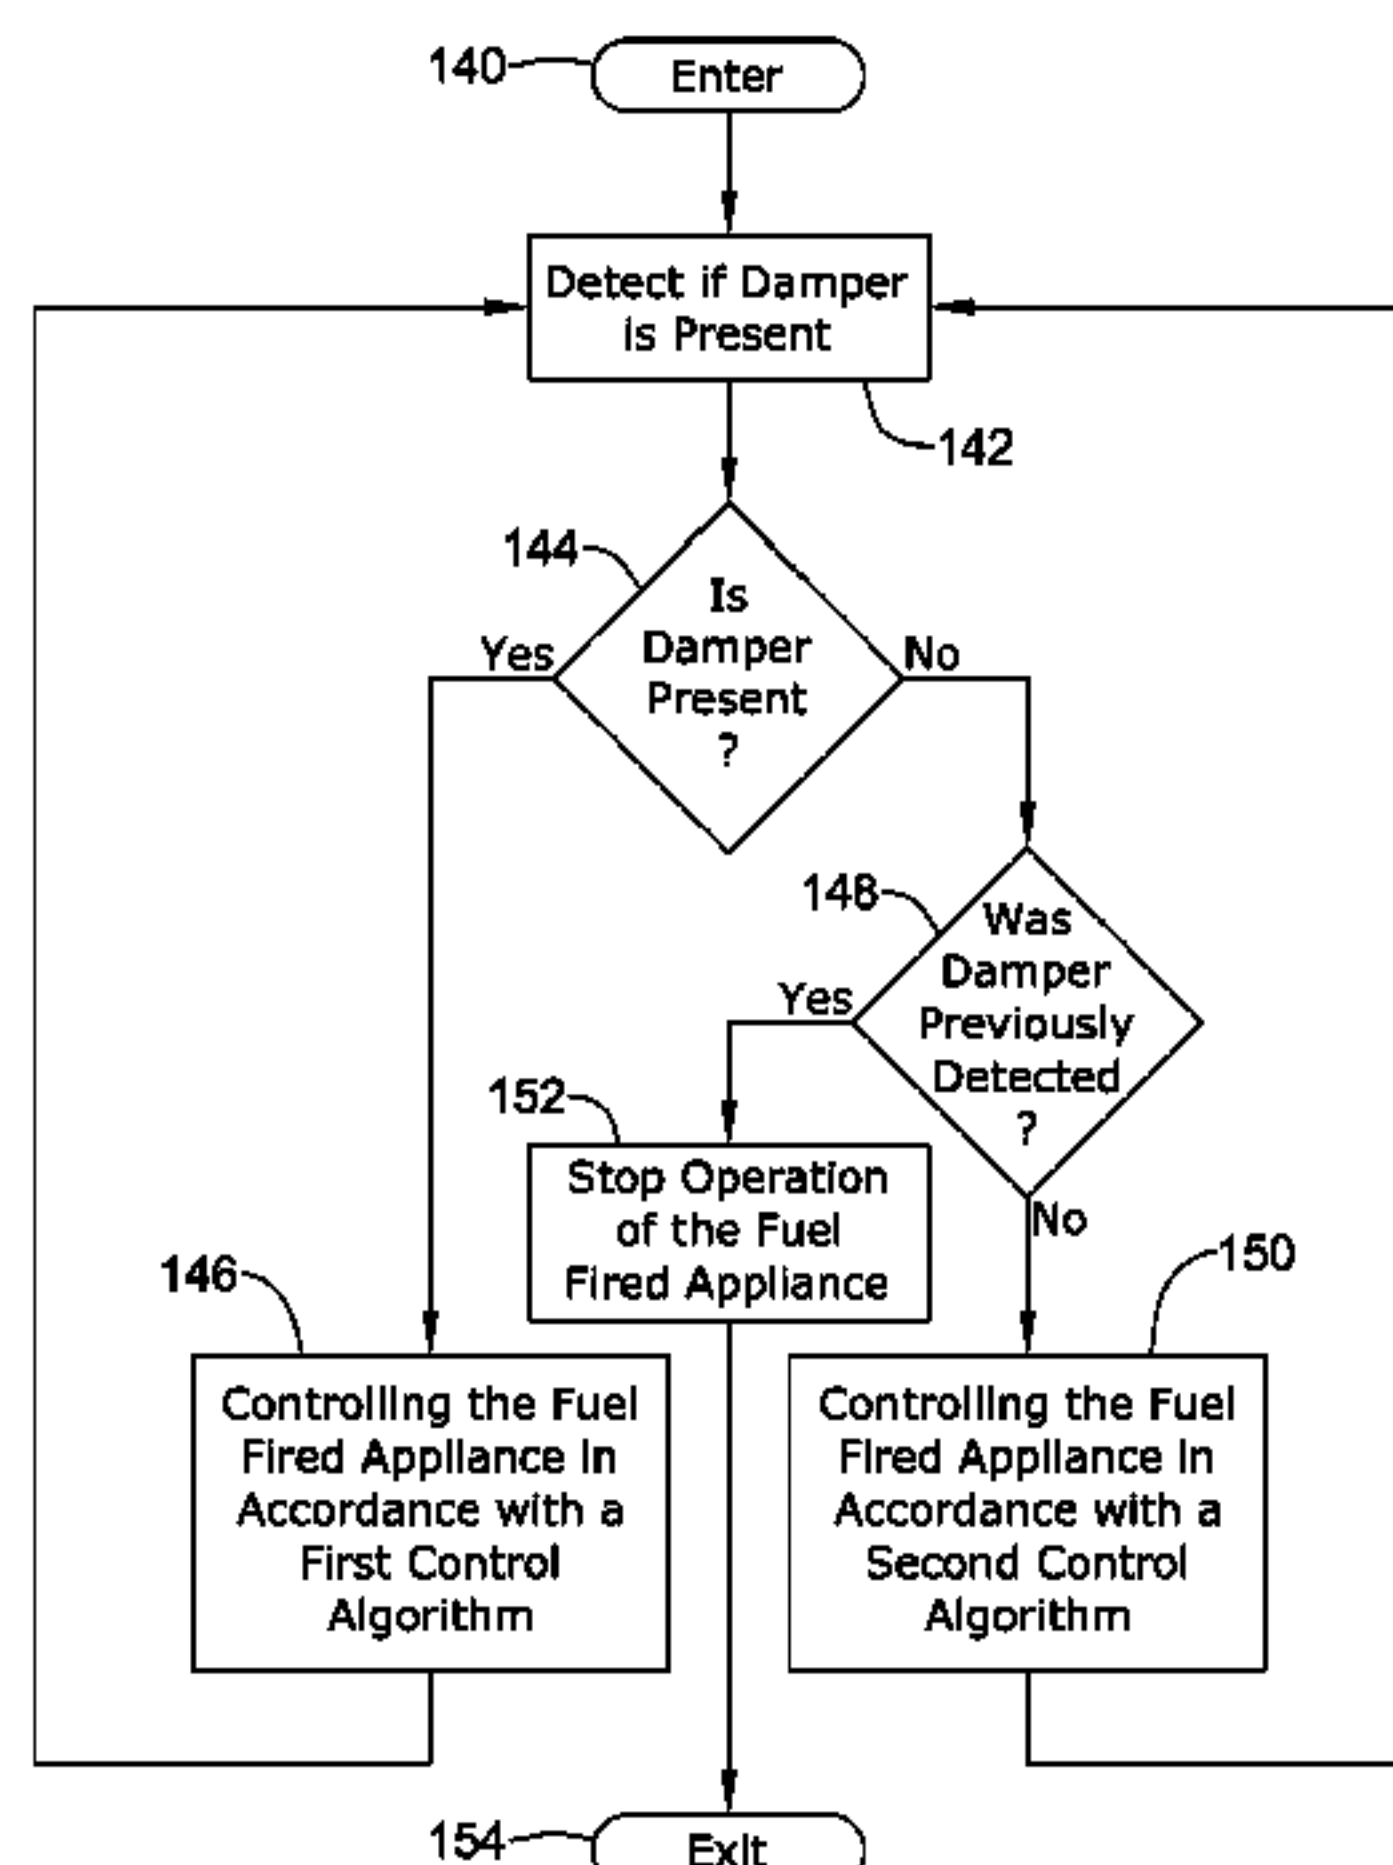 140
Enter
Detect if Damper
is Present
142
144
Is
Damper
Present
?
Yes
No
148
Was
Damper
Previously
Detected
?
Yes
No
152
Stop Operation
of the Fuel
Fired Appliance
146
Controlling the Fuel
Fired Appliance in
Accordance with a
First Control
Algorithm
150
Controlling the Fuel
Fired Appliance in
Accordance with a
Second Control
Algorithm
154
Exit